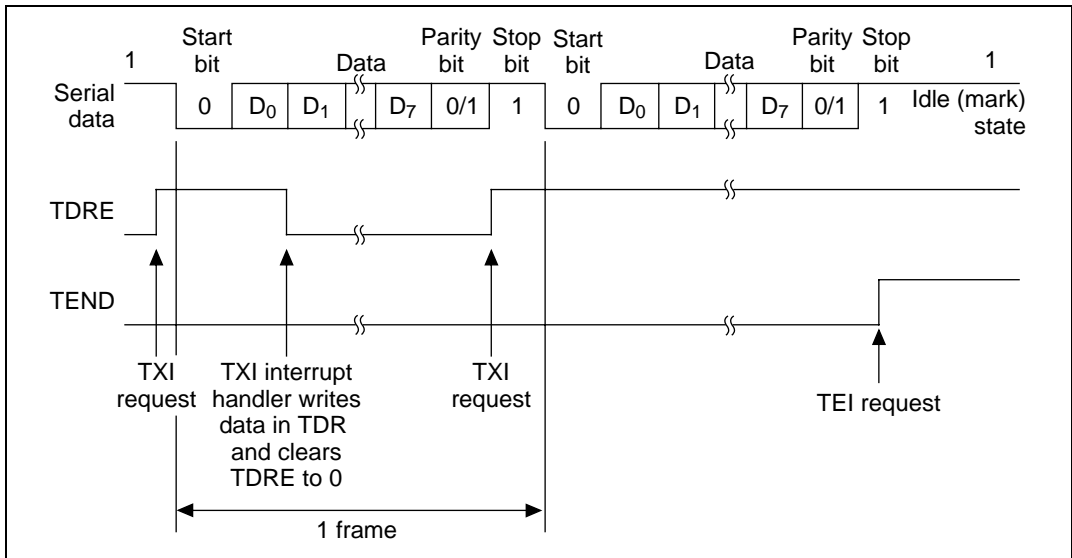 Start bit Data Parity bit Stop bit Start bit Data Parity bit Stop bit
1 1
Serial data 0 D₀ D₁ D₇ 0/1 1 0 D₀ D₁ D₇ 0/1 1 Idle (mark) state
TDRE
TEND
TXI request
TXI interrupt
handler writes
data in TDR
and clears
TDRE to 0
TXI request
TEI request
1 frame